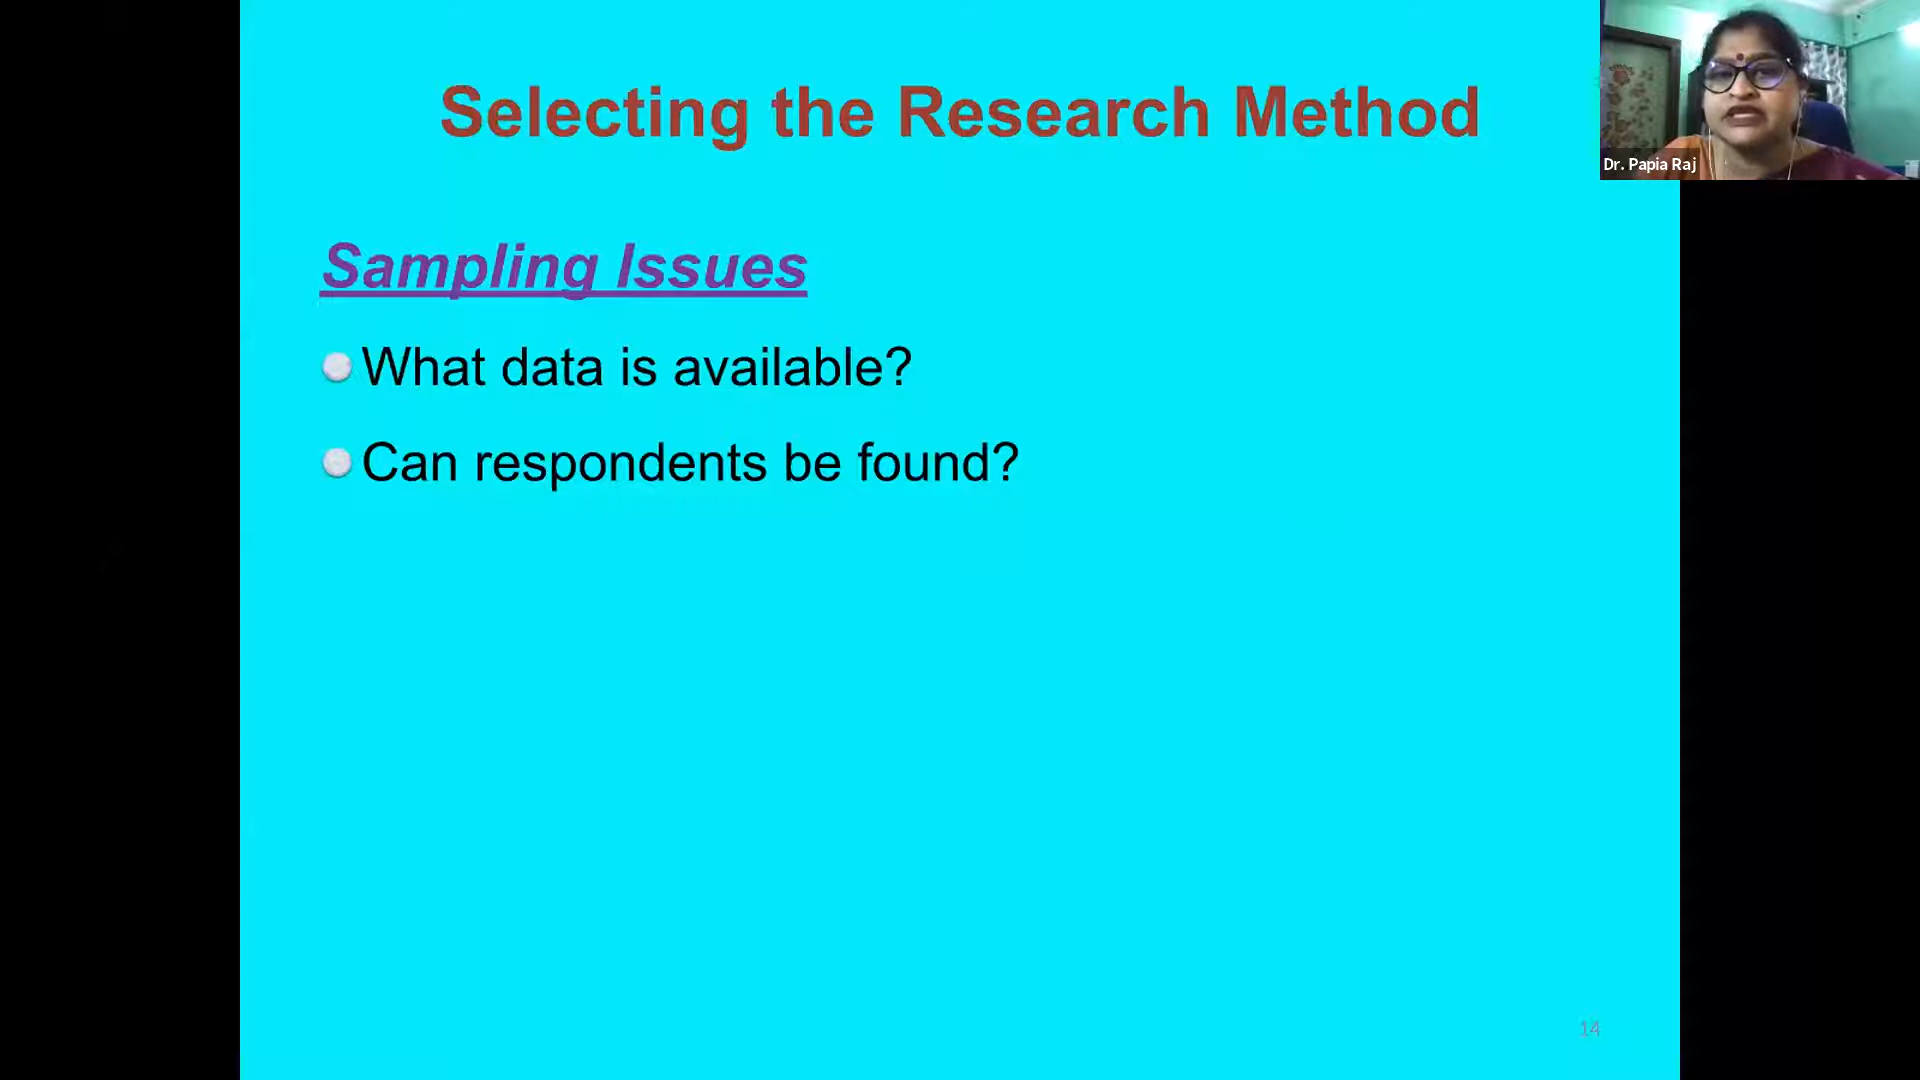 Selecting the Research Method
Dr. Papia Raj
Sampling Issues
What data is available?
Can respondents be found?
14